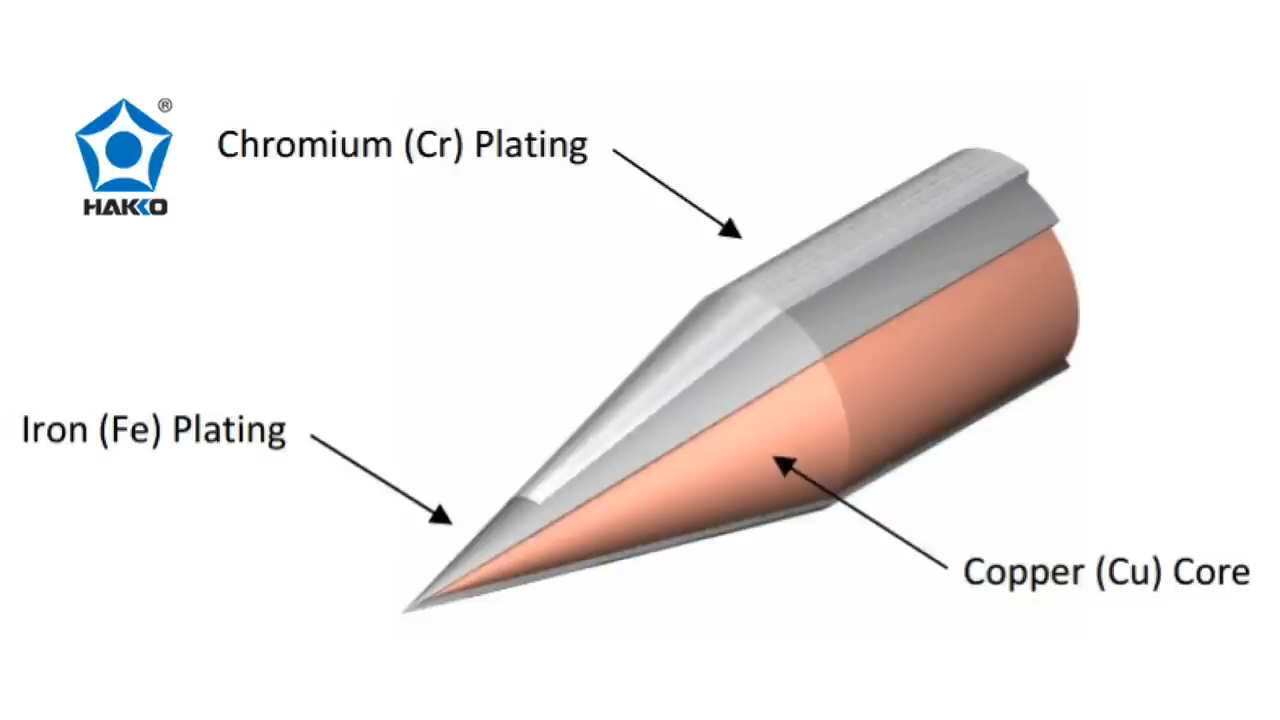 ®
HAKKO
Chromium (Cr) Plating
Iron (Fe) Plating
Copper (Cu) Core